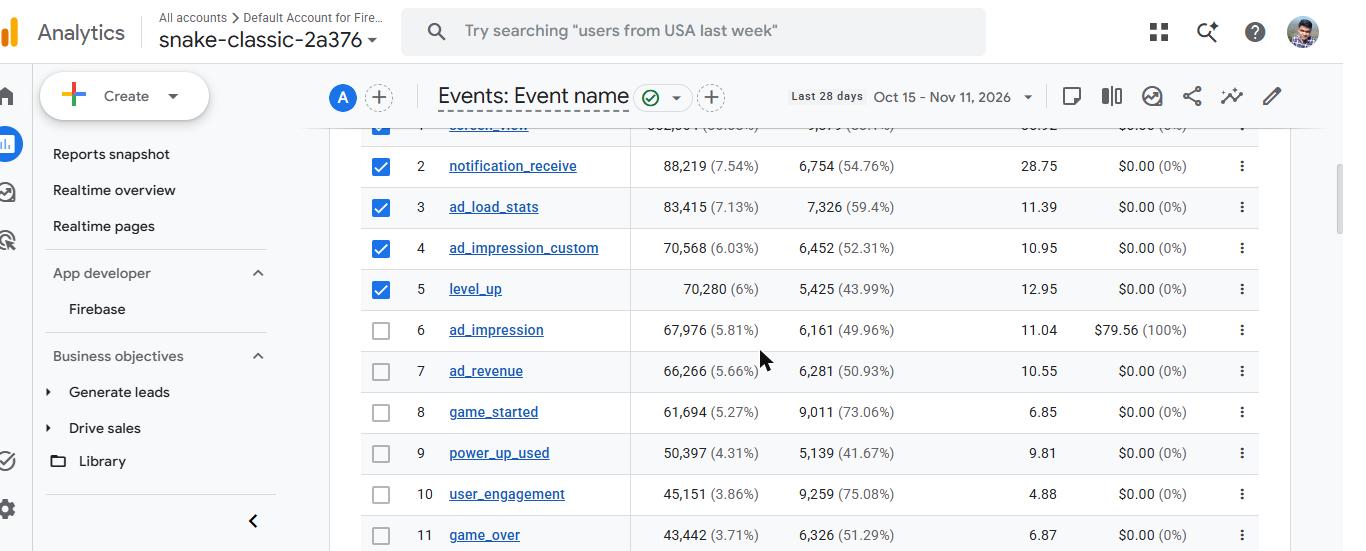 Analytics
All accounts > Default Account for Fire...
snake-classic-2a376
Try searching "users from USA last week"
Create
A
Events: Event name
Last 28 days Oct 15 - Nov 11, 2026
Reports snapshot
Realtime overview
Realtime pages
App developer
Firebase
Business objectives
Generate leads
Drive sales
Library
screen_view
2 notification_receive 88,219 (7.54%) 6,754 (54.76%) 28.75 $0.00 (0%)
3 ad_load_stats 83,415 (7.13%) 7,326 (59.4%) 11.39 $0.00 (0%)
4 ad_impression_custom 70,568 (6.03%) 6,452 (52.31%) 10.95 $0.00 (0%)
5 level_up 70,280 (6%) 5,425 (43.99%) 12.95 $0.00 (0%)
6 ad_impression 67,976 (5.81%) 6,161 (49.96%) 11.04 $79.56 (100%)
7 ad_revenue 66,266 (5.66%) 6,281 (50.93%) 10.55 $0.00 (0%)
8 game_started 61,694 (5.27%) 9,011 (73.06%) 6.85 $0.00 (0%)
9 power_up_used 50,397 (4.31%) 5,139 (41.67%) 9.81 $0.00 (0%)
10 user_engagement 45,151 (3.86%) 9,259 (75.08%) 4.88 $0.00 (0%)
11 game_over 43,442 (3.71%) 6,326 (51.29%) 6.87 $0.00 (0%)